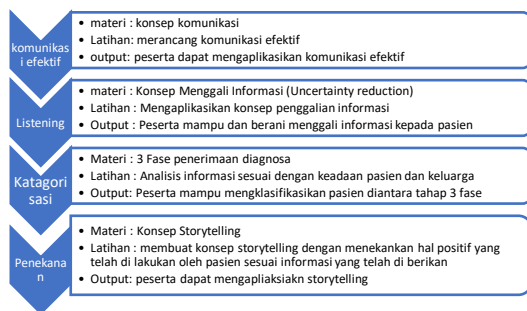 komunikas
i efektif
• materi : konsep komunikasi
• Latihan: merancang komunikasi efektif
• output: peserta dapat mengaplikasikan komunikasi efektif
Listening
• materi : Konsep Menggali Informasi (Uncertainty reduction)
• Latihan : Mengaplikasikan konsep penggalian informasi
• Output : Peserta mampu dan berani menggali informasi kepada pasien
Katagori
sasi
• Materi : 3 Fase penerimaan diagnosa
• Latihan : Analisis informasi sesuai dengan keadaan pasien dan keluarga
• Output: Peserta mampu mengklasifikasikan pasien diantara tahap 3 fase
Penekana
n
• Materi : Konsep Storytelling
• Latihan : membuat konsep storytelling dengan menekankan hal positif yang
telah di lakukan oleh pasien sesuai informasi yang telah di berikan
• Output: peserta dapat mengapliaksiakn storytelling